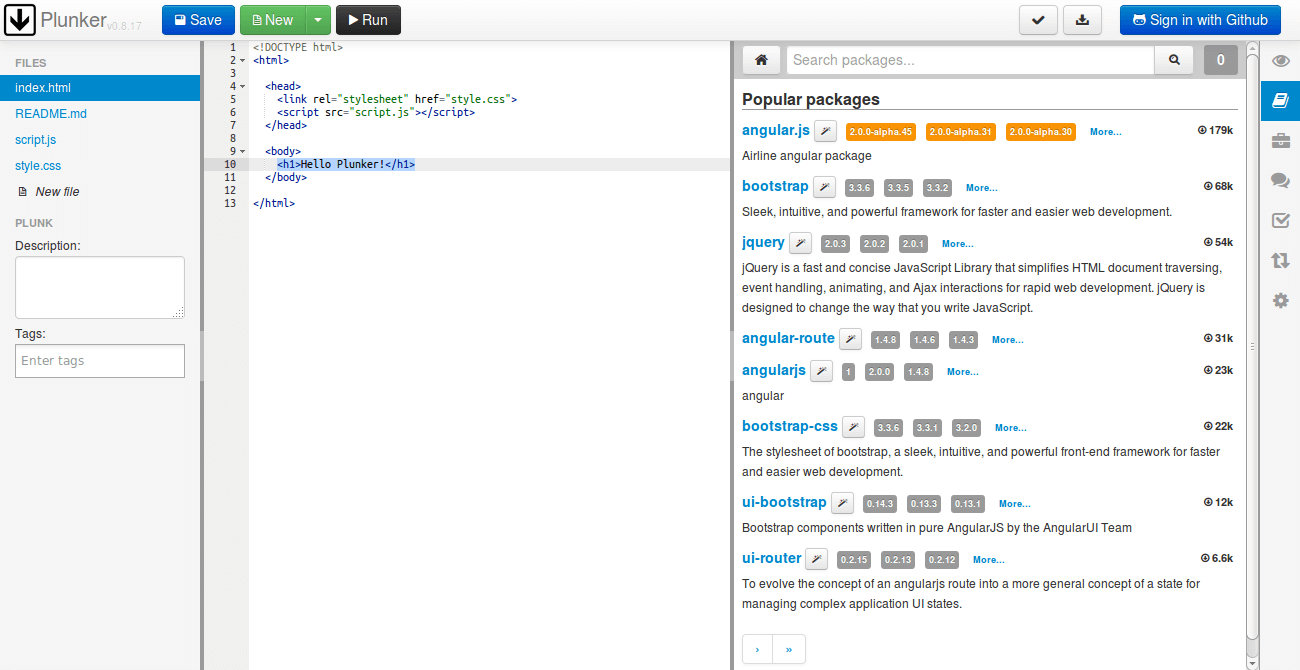 Plunker v0.8.17 Save New Run Sign in with Github
FILES
index.html
README.md
script.js
style.css
New file
PLUNK
Description:
Tags:
Enter tags
1 <!DOCTYPE html>
2 <html>
3
4 <head>
5 <link rel="stylesheet" href="style.css">
6 <script src="script.js"></script>
7 </head>
8
9 <body>
10 <h1>Hello Plunker!</h1>
11 </body>
12
13 </html>
Search packages... 0
Popular packages
angular.js 2.0.0-alpha.45 2.0.0-alpha.31 2.0.0-alpha.30 More... 179k
Airline angular package
bootstrap 3.3.6 3.3.5 3.3.2 More... 68k
Sleek, intuitive, and powerful framework for faster and easier web development.
jquery 2.0.3 2.0.2 2.0.1 More... 54k
jQuery is a fast and concise JavaScript Library that simplifies HTML document traversing,
event handling, animating, and Ajax interactions for rapid web development. jQuery is
designed to change the way that you write JavaScript.
angular-route 1.4.8 1.4.6 1.4.3 More... 31k
angularjs 1 2.0.0 1.4.8 More... 23k
angular
bootstrap-css 3.3.6 3.3.1 3.2.0 More... 22k
The stylesheet of bootstrap, a sleek, intuitive, and powerful front-end framework for faster
and easier web development.
ui-bootstrap 0.14.3 0.13.3 0.13.1 More... 12k
Bootstrap components written in pure AngularJS by the AngularUI Team
ui-router 0.2.15 0.2.13 0.2.12 More... 6.6k
To evolve the concept of an angularjs route into a more general concept of a state for
managing complex application UI states.
› »